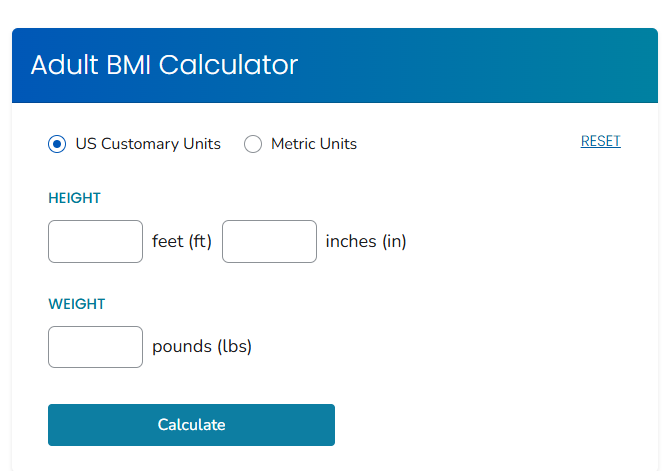 Adult BMI Calculator
US Customary Units Metric Units RESET
HEIGHT
feet (ft) inches (in)
WEIGHT
pounds (lbs)
Calculate